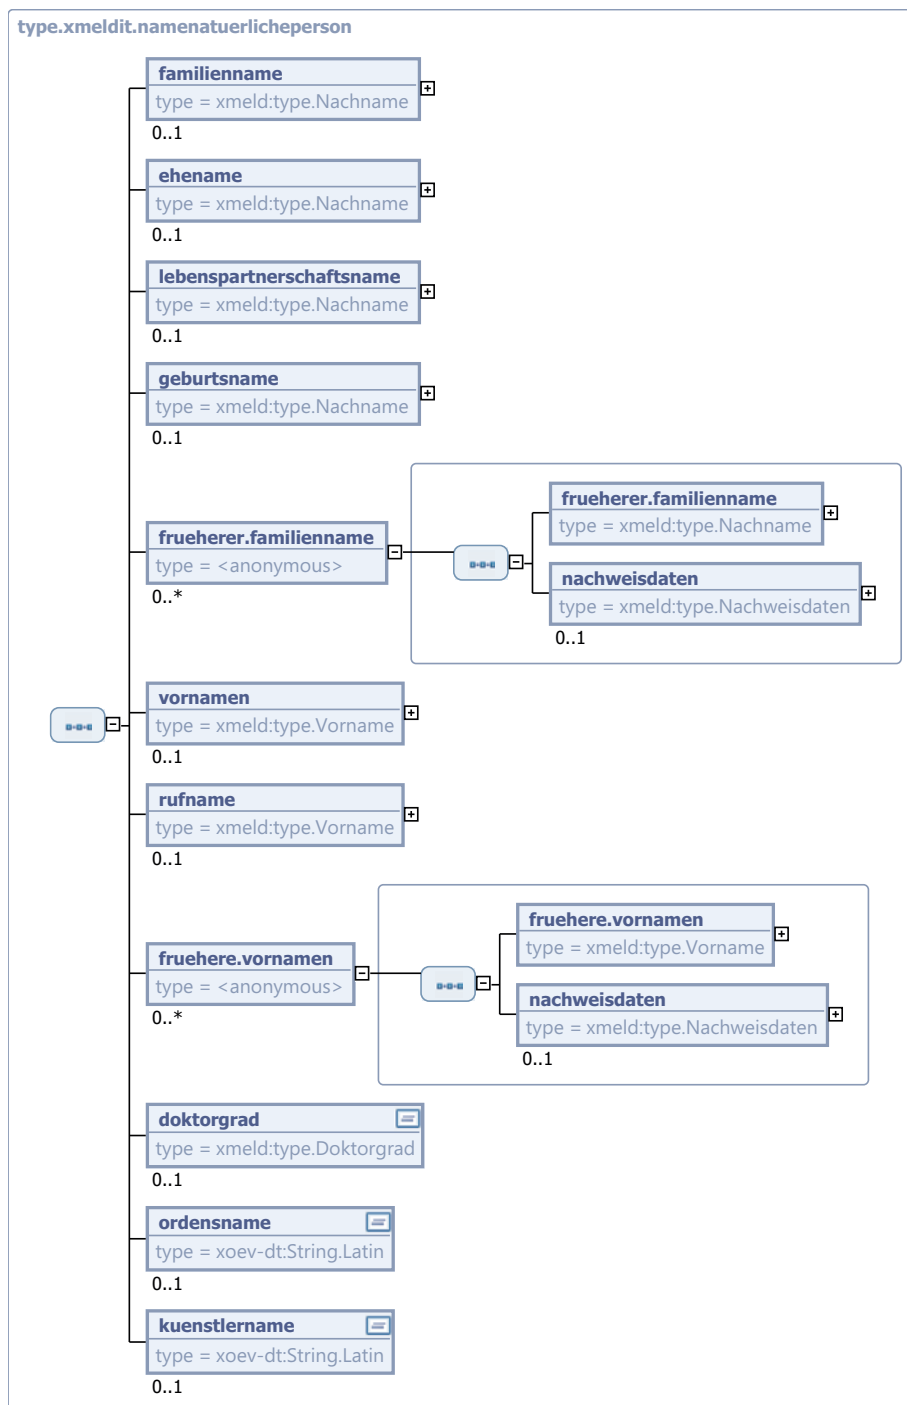 type.xmeldit.namenatuerlicheperson
familienname
type = xmeld:type.Nachname
0..1
ehename
type = xmeld:type.Nachname
0..1
lebenspartnerschaftsname
type = xmeld:type.Nachname
0..1
geburtsname
type = xmeld:type.Nachname
0..1
frueherer.familienname
type = <anonymous>
0..*
frueherer.familienname
type = xmeld:type.Nachname
nachweisdaten
type = xmeld:type.Nachweisdaten
0..1
vornamen
type = xmeld:type.Vorname
0..1
rufname
type = xmeld:type.Vorname
0..1
fruehere.vornamen
type = <anonymous>
0..*
fruehere.vornamen
type = xmeld:type.Vorname
nachweisdaten
type = xmeld:type.Nachweisdaten
0..1
doktorgrad
type = xmeld:type.Doktorgrad
0..1
ordensname
type = xoev-dt:String.Latin
0..1
kuenstlername
type = xoev-dt:String.Latin
0..1